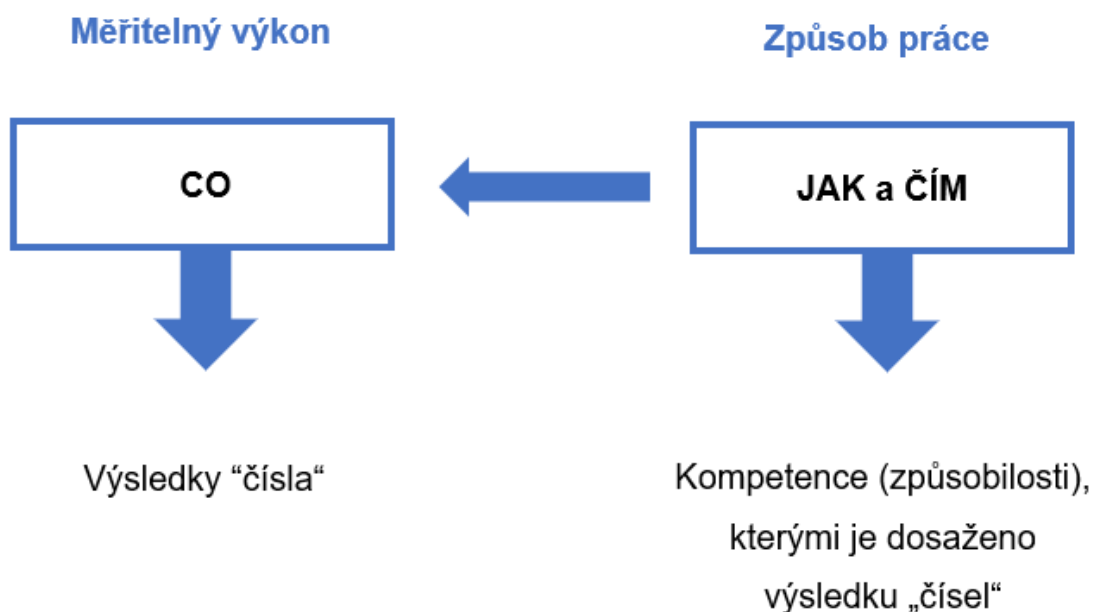 Měřitelný výkon
Způsob práce
CO
JAK a ČÍM
Výsledky “čísla“
Kompetence (způsobilosti),
kterými je dosaženo
výsledku „čísel“